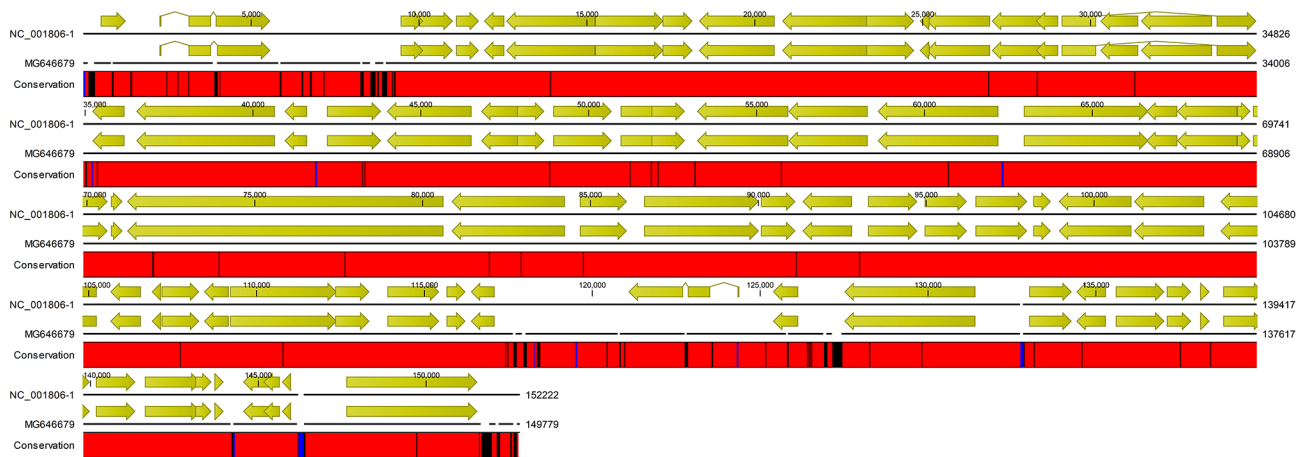 5,000 10,000 15,000 20,000 25,000 30,000
NC_001806-1 34826
MG646679 34006
Conservation
35,000 40,000 45,000 50,000 55,000 60,000 65,000
NC_001806-1 69741
MG646679 68906
Conservation
70,000 75,000 80,000 85,000 90,000 95,000 100,000
NC_001806-1 104680
MG646679 103789
Conservation
105,000 110,000 115,000 120,000 125,000 130,000 135,000
NC_001806-1 139417
MG646679 137617
Conservation
140,000 145,000 150,000
NC_001806-1 152222
MG646679 149779
Conservation